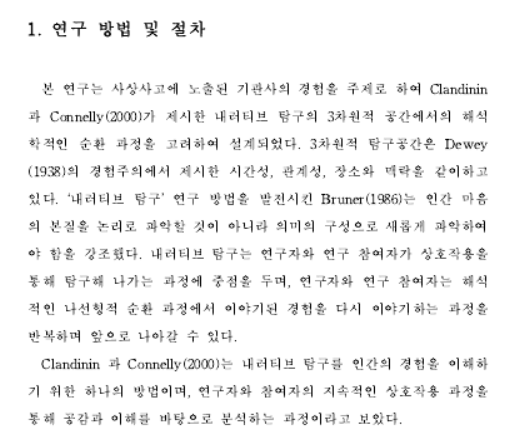 1. 연구 방법 및 절차
본 연구는 사상사고에 노출된 기관사의 경험을 주제로 하여 Clandinin
과 Connelly(2000)가 제시한 내러티브 탐구의 3차원적 공간에서의 해석
학적인 순환 과정을 고려하여 설계되었다. 3차원적 탐구공간은 Dewey
(1938)의 경험주의에서 제시한 시간성, 관계성, 장소와 맥락을 같이하고
있다. '내러티브 탐구' 연구 방법을 발전시킨 Bruner(1986)는 인간 마음
의 본질을 논리로 파악할 것이 아니라 의미의 구성으로 새롭게 파악하여
야 함을 강조했다. 내러티브 탐구는 연구자와 연구 참여자가 상호작용을
통해 탐구해 나가는 과정에 중점을 두며, 연구자와 연구 참여자는 해석
적인 나선형적 순환 과정에서 이야기된 경험을 다시 이야기하는 과정을
반복하며 앞으로 나아갈 수 있다.
Clandinin 과 Connelly(2000)는 내러티브 탐구를 인간의 경험을 이해하
기 위한 하나의 방법이며, 연구자와 참여자의 지속적인 상호작용 과정을
통해 공감과 이해를 바탕으로 분석하는 과정이라고 보았다.